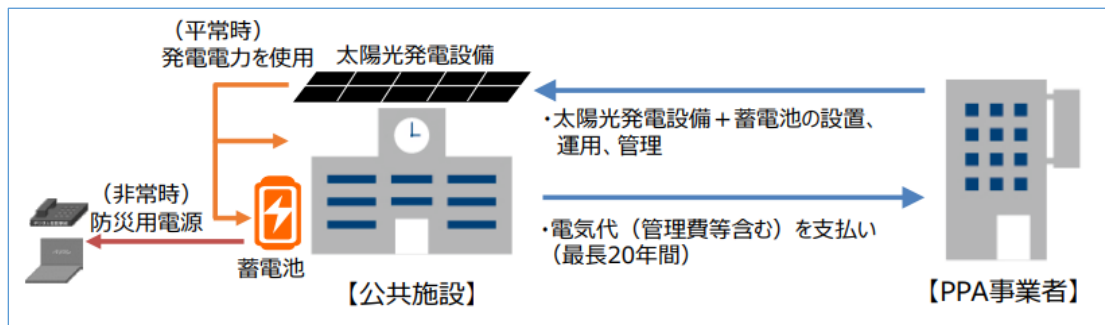 （平常時）
発電電力を使用
太陽光発電設備
・太陽光発電設備＋蓄電池の設置、
運用、管理
（非常時）
防災用電源
・電気代（管理費等含む）を支払い
（最長20年間）
蓄電池
【公共施設】
【PPA事業者】